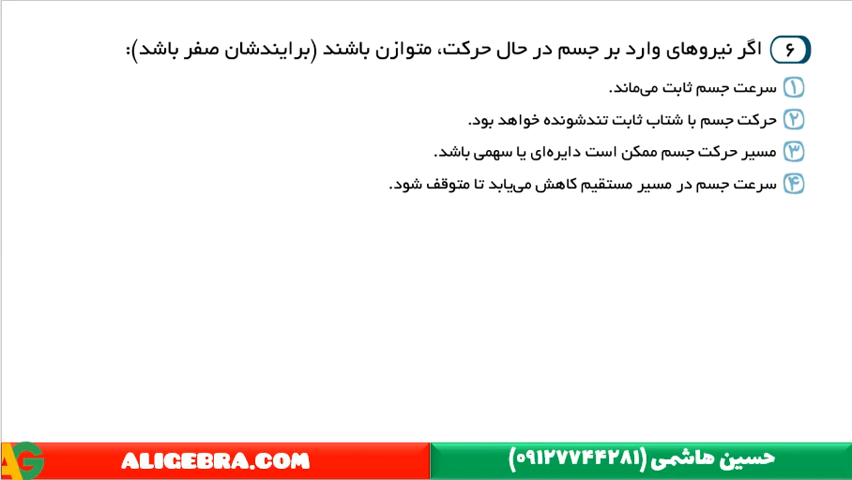 ۶ اگر نیروهای وارد بر جسم در حال حرکت، متوازن باشند (برایندشان صفر باشد):
۱ سرعت جسم ثابت می‌ماند.
۲ حرکت جسم با شتاب ثابت تندشونده خواهد بود.
۳ مسیر حرکت جسم ممکن است دایره‌ای یا سهمی باشد.
۴ سرعت جسم در مسیر مستقیم کاهش می‌یابد تا متوقف شود.
حسین هاشمی (۰۹۱۲۷۷۴۴۲۸۱)
ALIGEBRA.COM
AG